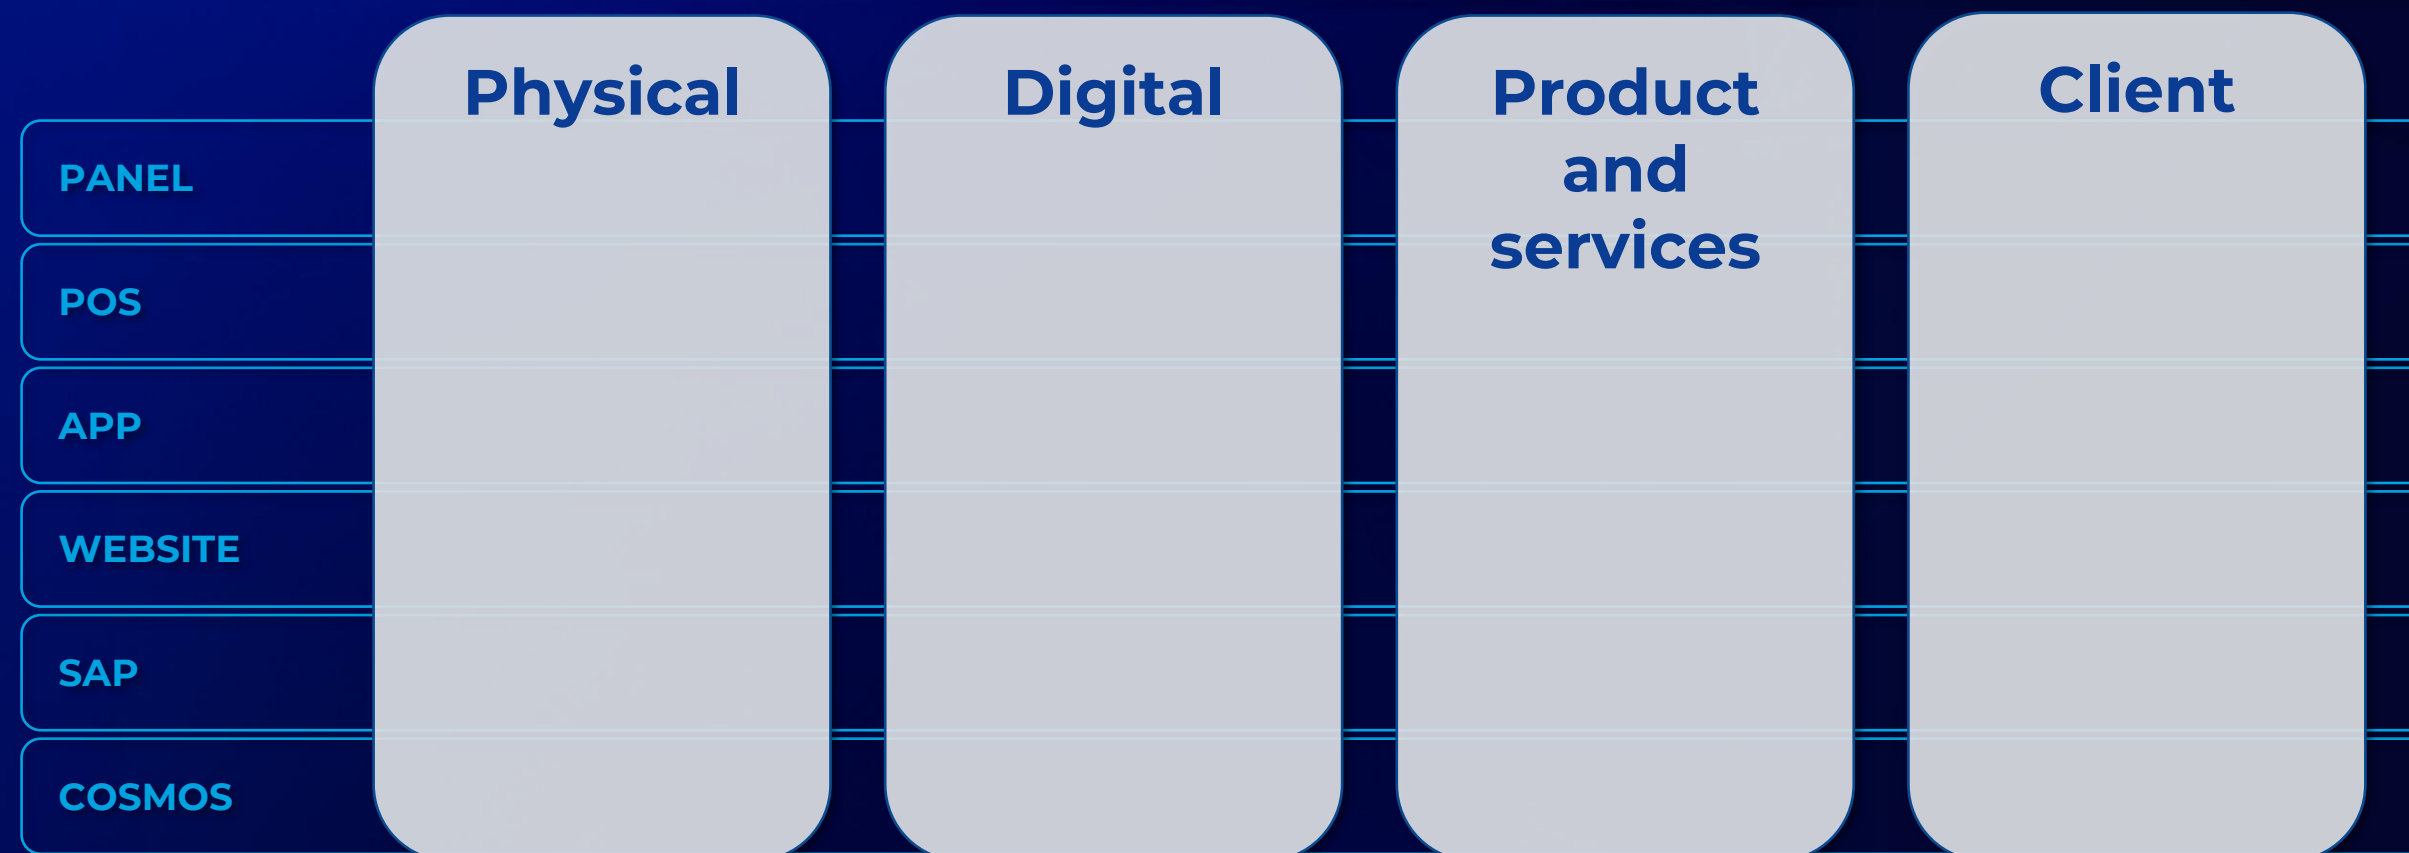 Physical
Digital
Product
and
services
Client
PANEL
POS
APP
WEBSITE
SAP
COSMOS